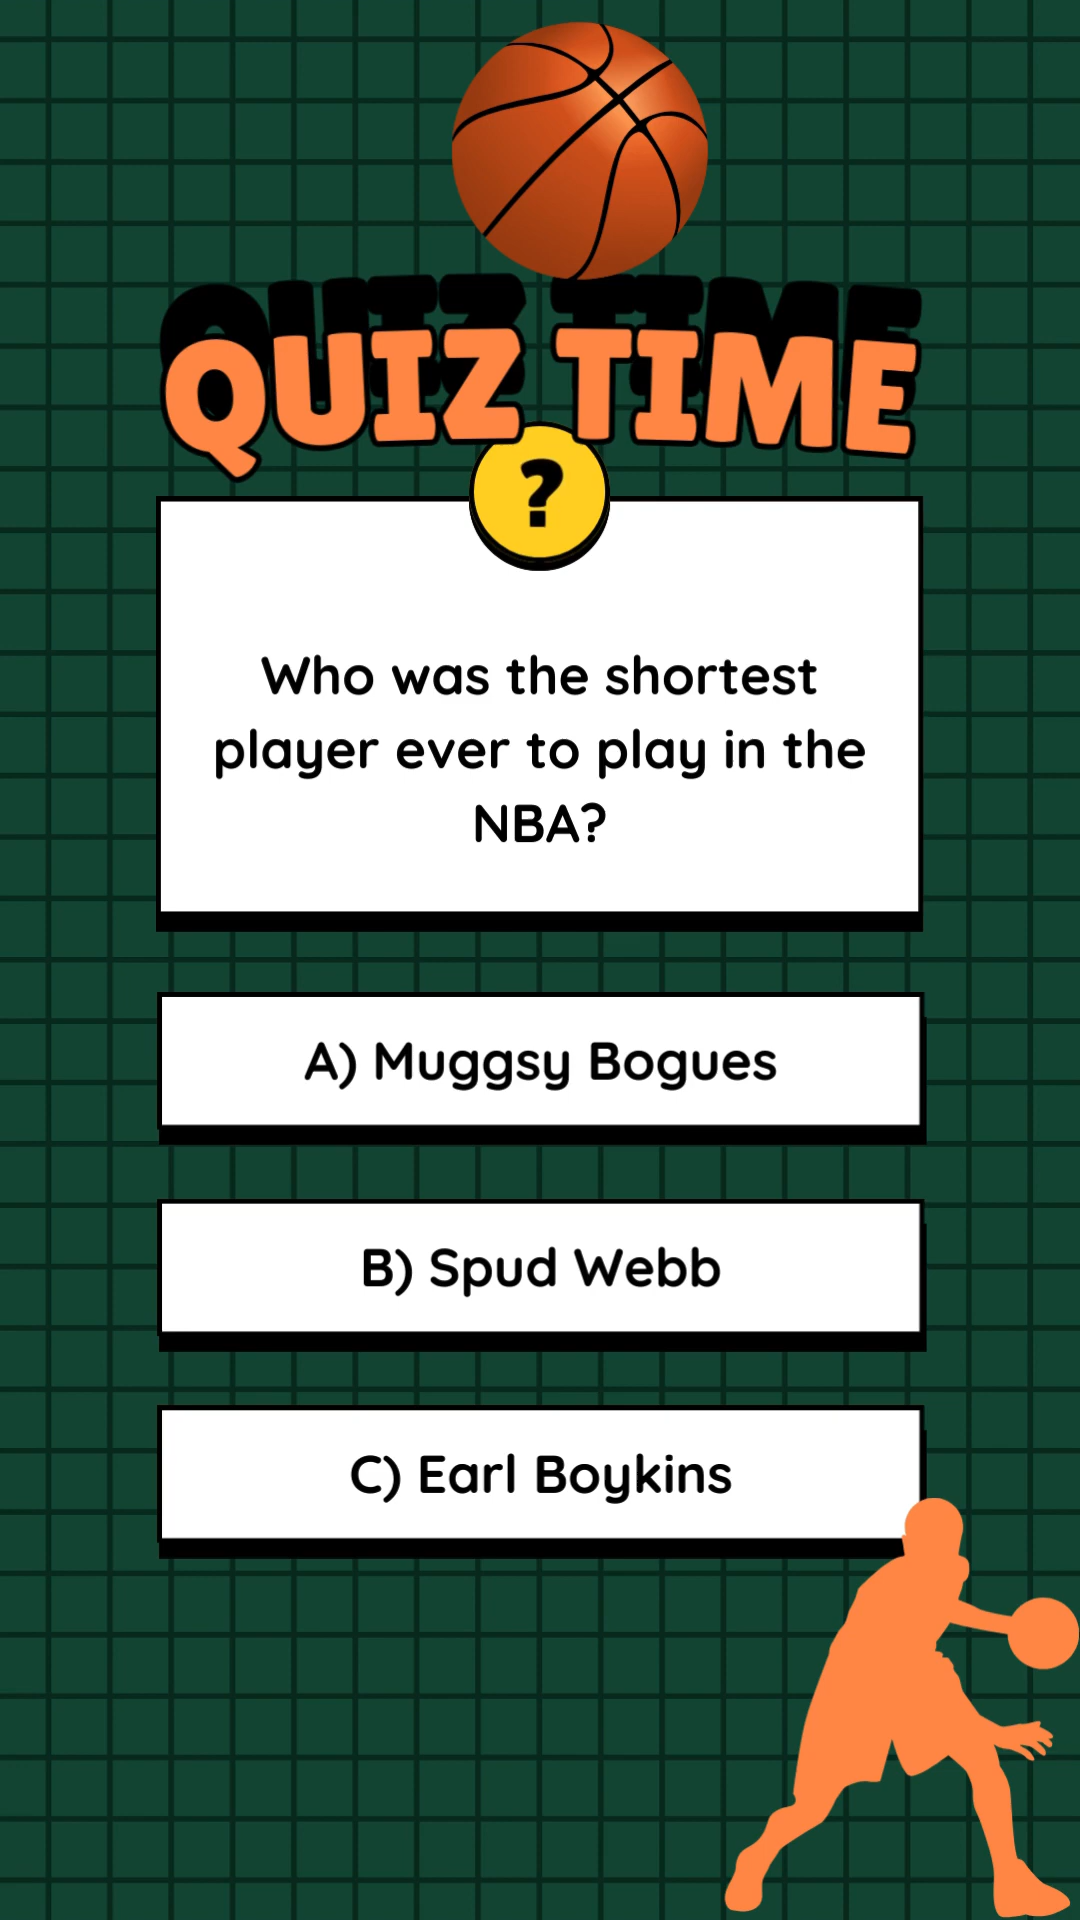 QUIZ TIME
?
Who was the shortest
player ever to play in the
NBA?
A) Muggsy Bogues
B) Spud Webb
C) Earl Boykins